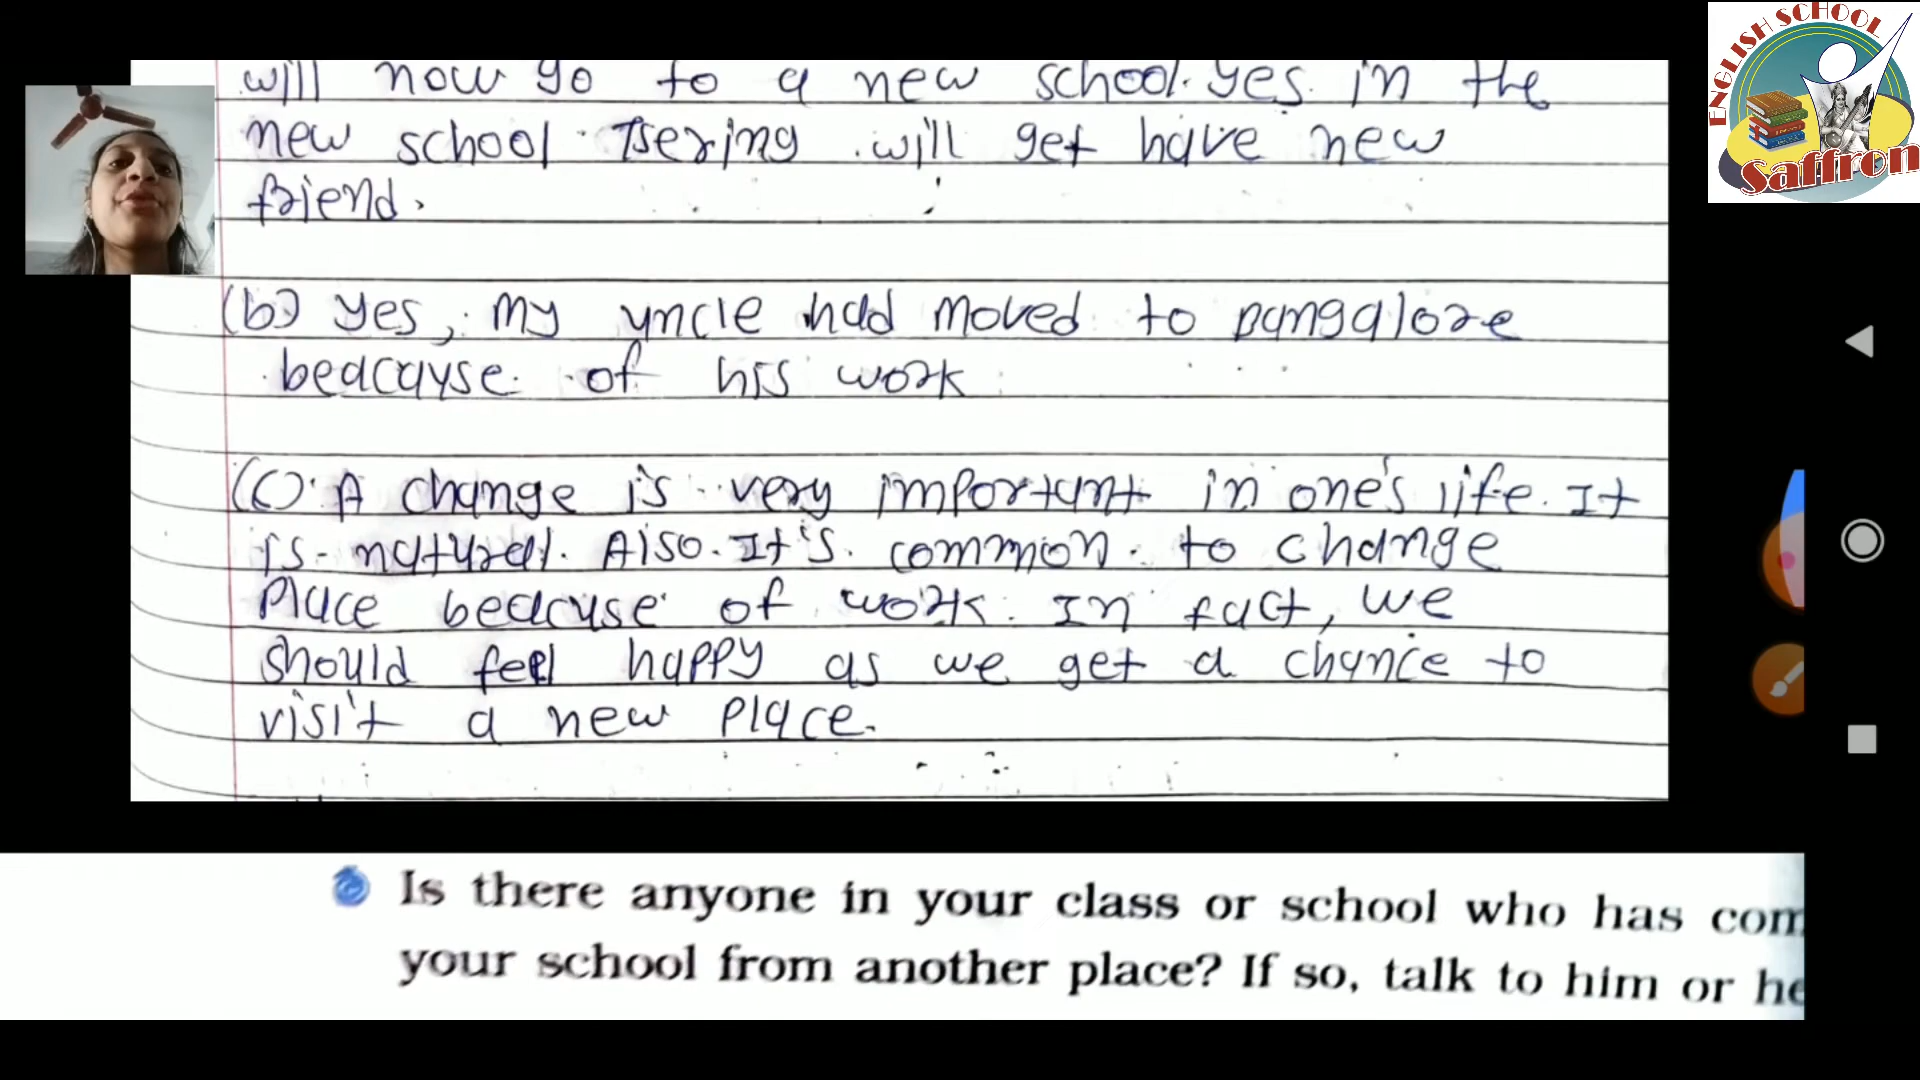 ENGLISH SCHOOL
Saffron
will now go to a new school. yes in the
new school Tsering will get have new
friend.
(b) yes, my uncle had moved to Bangalore
beacause of his work
(c) A change is very important in one's life. It
is natural. Also It's common to change
place beacuse of work. In fact, we
should feel happy as we get a chance to
visit a new place.
Is there anyone in your class or school who has com
your school from another place? If so, talk to him or he